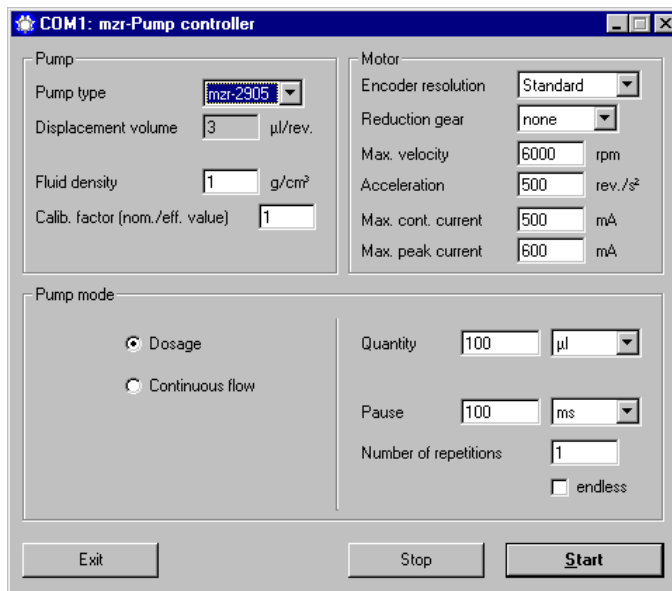 COM1: mzr-Pump controller
Pump
Pump type mzr-2905
Displacement volume 3 µl/rev.
Fluid density 1 g/cm³
Calib. factor (nom./eff. value) 1
Motor
Encoder resolution Standard
Reduction gear none
Max. velocity 6000 rpm
Acceleration 500 rev./s²
Max. cont. current 500 mA
Max. peak current 600 mA
Pump mode
Dosage
Continuous flow
Quantity 100 µl
Pause 100 ms
Number of repetitions 1
endless
Exit Stop Start